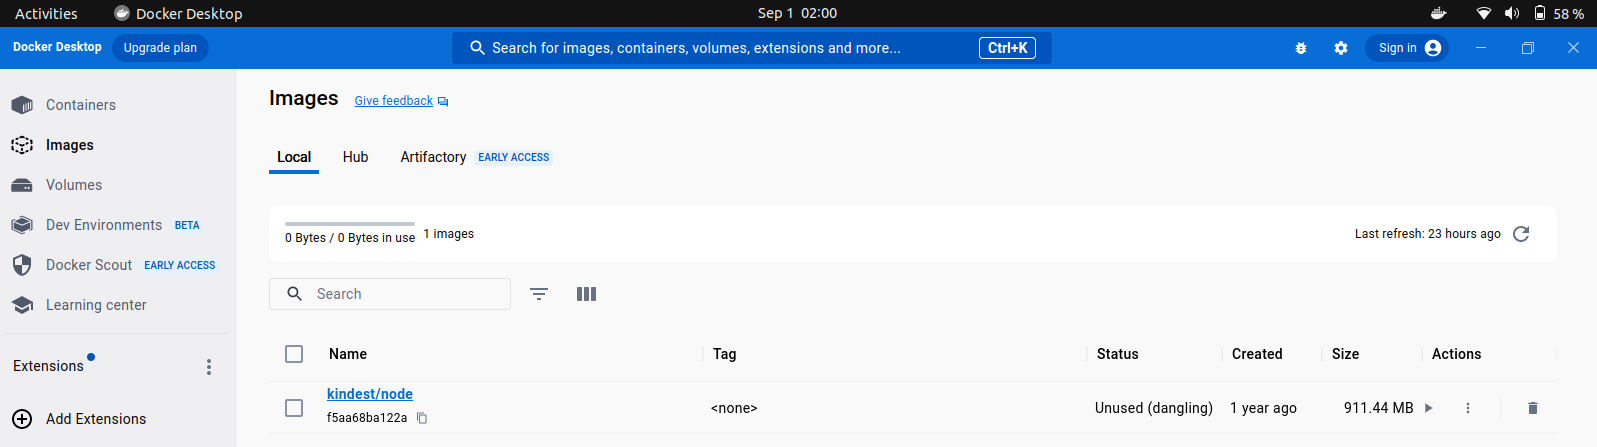 Activities Docker Desktop Sep 1 02:00 58 %
Docker Desktop Upgrade plan Search for images, containers, volumes, extensions and more... Ctrl+K Sign in
Containers
Images
Volumes
Dev Environments BETA
Docker Scout EARLY ACCESS
Learning center
Extensions
Add Extensions
Images Give feedback
Local Hub Artifactory EARLY ACCESS
0 Bytes / 0 Bytes in use 1 images Last refresh: 23 hours ago
Search
Name Tag Status Created Size Actions
kindest/node
f5aa68ba122a <none> Unused (dangling) 1 year ago 911.44 MB